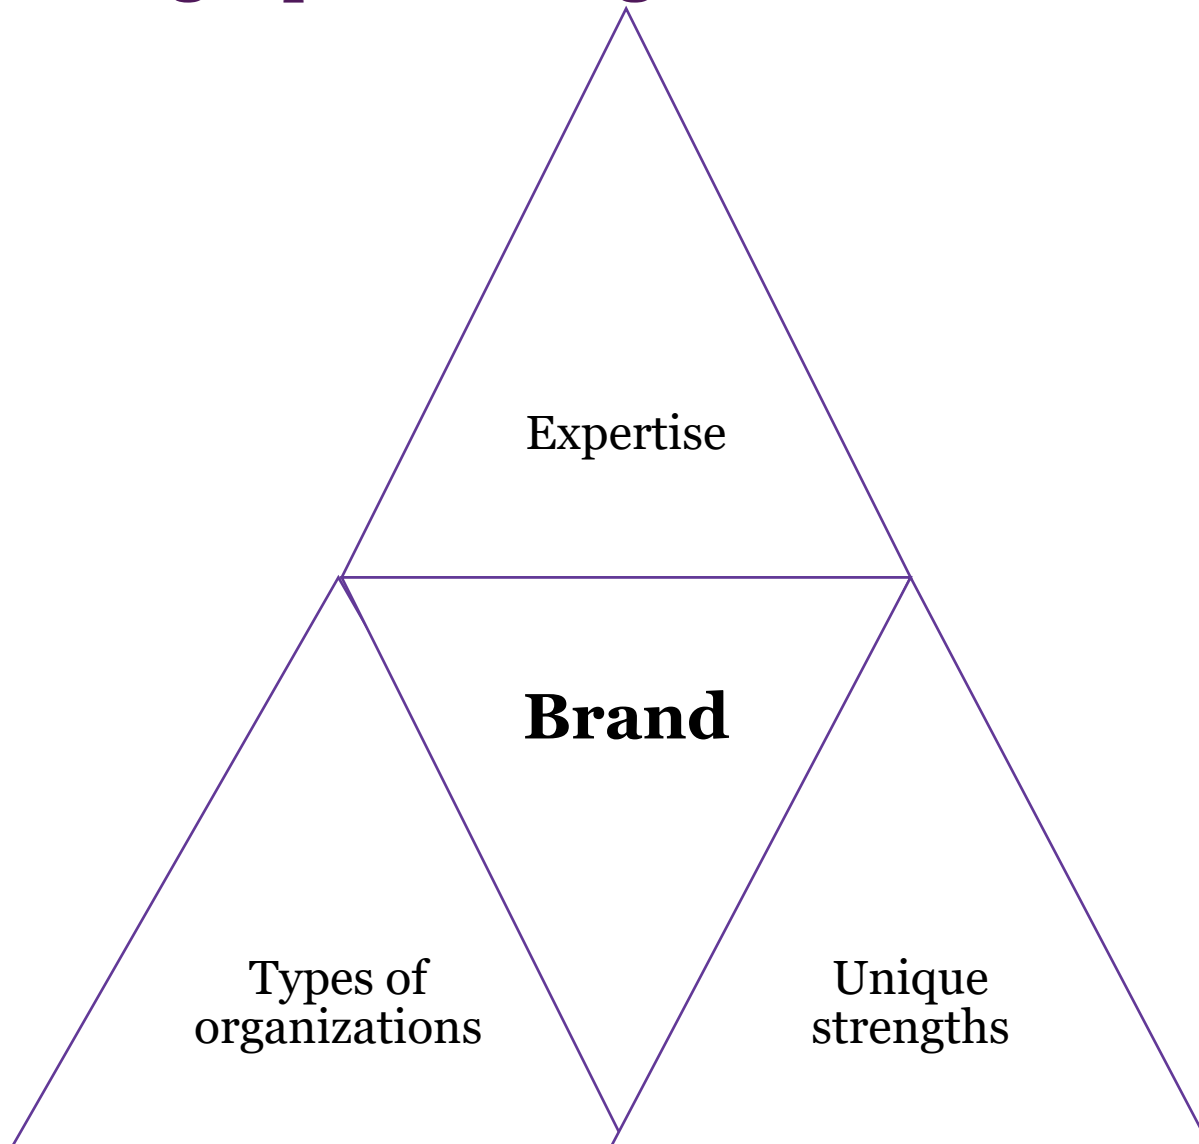 Expertise
Brand
Types of
organizations
Unique
strengths